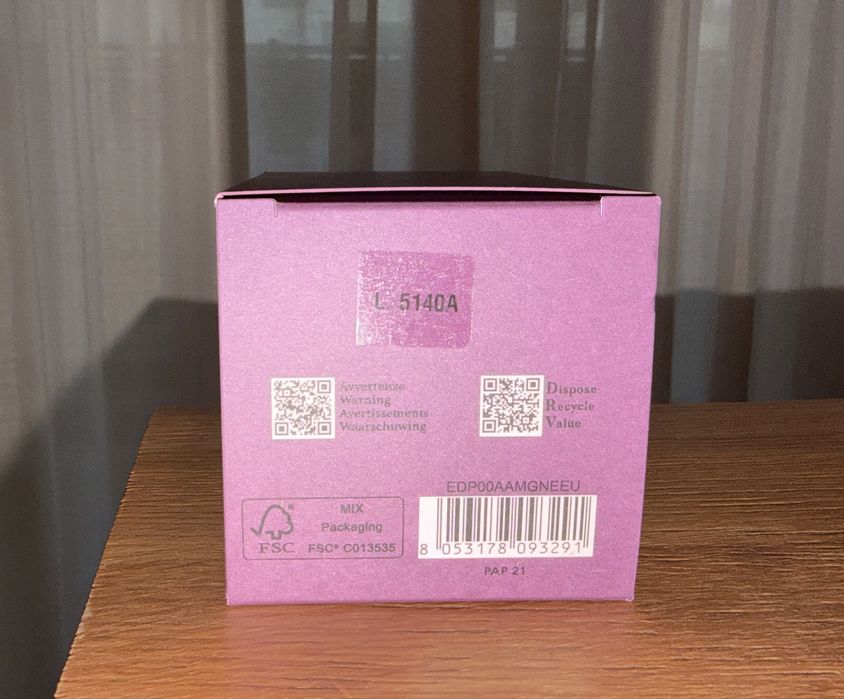 L 5140A
Avvertenze
Warning
Avertissements
Waarschuwing
Dispose
Recycle
Value
EDP00AAMGNEEU
FSC
MIX
Packaging
FSC® C013535
8 053178 093291
PAP 21